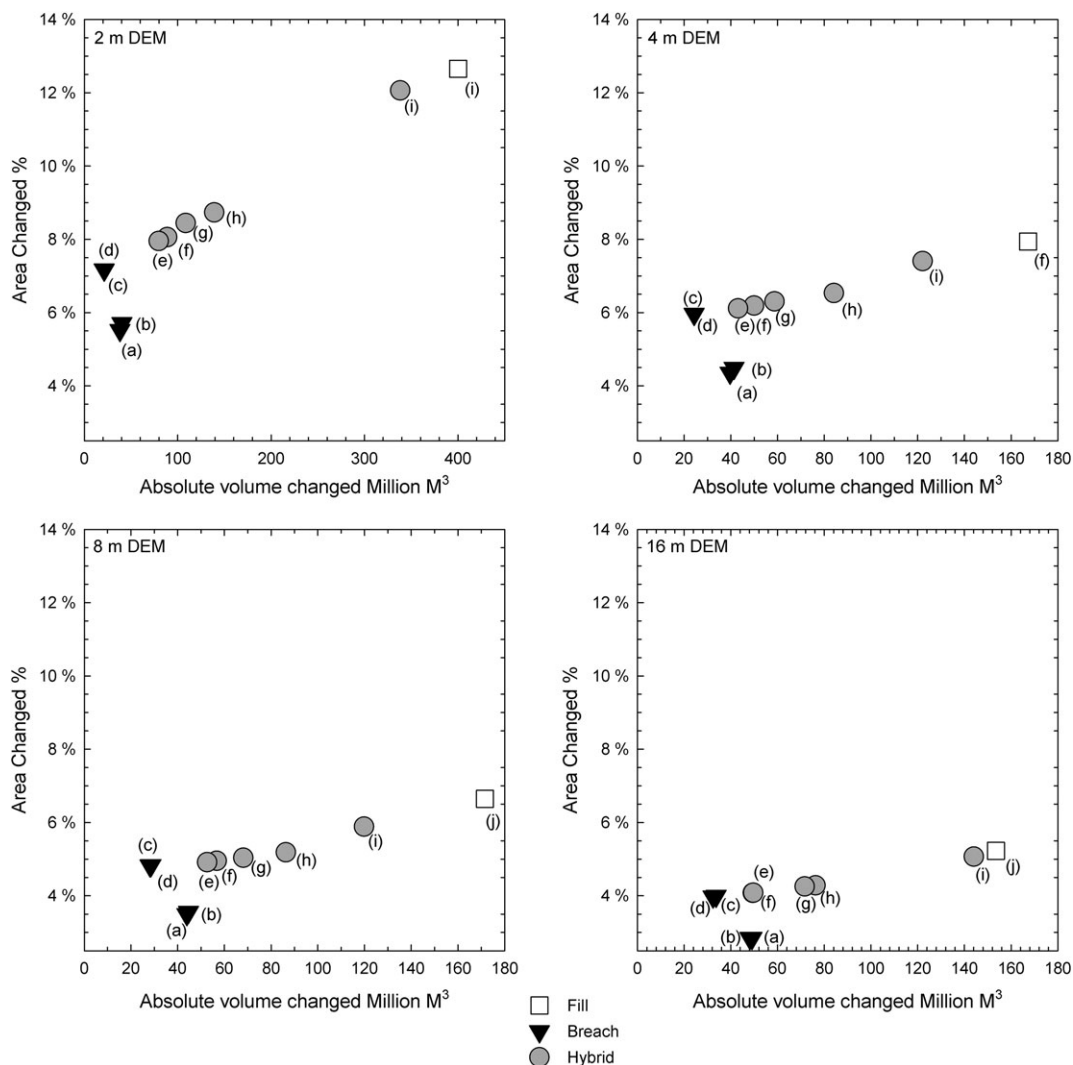 14 %
12 %
10 %
8 %
6 %
4 %
Area Changed %
2 m DEM
(i)
(i)
(h)
(g)
(f)
(e)
(d)
(c)
(b)
(a)
0 100 200 300 400
Absolute volume changed Million M³
14 %
12 %
10 %
8 %
6 %
4 %
Area Changed %
4 m DEM
(f)
(i)
(h)
(g)
(e) (f)
(c)
(d)
(b)
(a)
0 20 40 60 80 100 120 140 160 180
Absolute volume changed Million M³
14 %
12 %
10 %
8 %
6 %
4 %
Area Changed %
8 m DEM
(j)
(i)
(h)
(g)
(f)
(e)
(c)
(d)
(b)
(a)
0 20 40 60 80 100 120 140 160 180
Absolute volume changed Million M³
14 %
12 %
10 %
8 %
6 %
4 %
Area Changed %
16 m DEM
(j)
(i)
(h)
(g)
(e)
(f)
(d) (c)
(b) (a)
0 20 40 60 80 100 120 140 160 180
Absolute volume changed Million M³
Fill
Breach
Hybrid